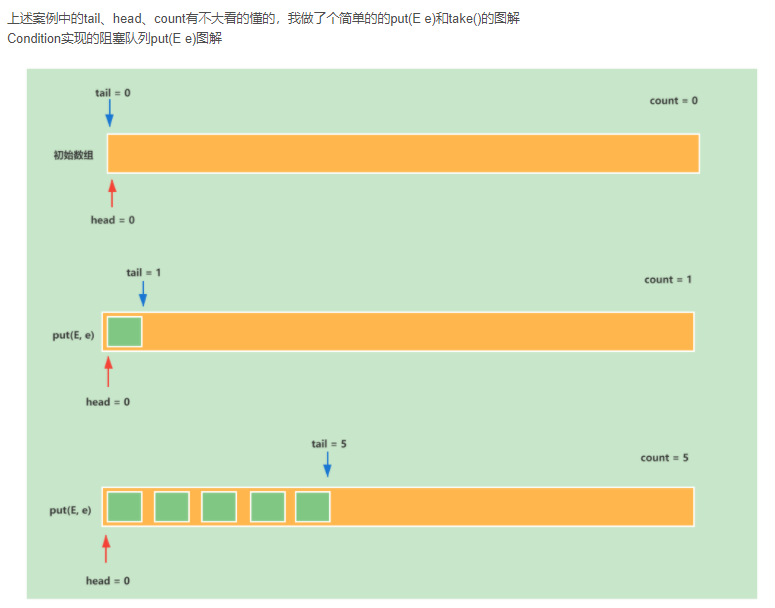 上述案例中的tail、head、count有不大看的懂的，我做了个简单的的put(E e)和take()的图解
Condition实现的阻塞队列put(E e)图解
tail = 0
count = 0
初始数组
head = 0
tail = 1
count = 1
put(E, e)
head = 0
tail = 5
count = 5
put(E, e)
head = 0